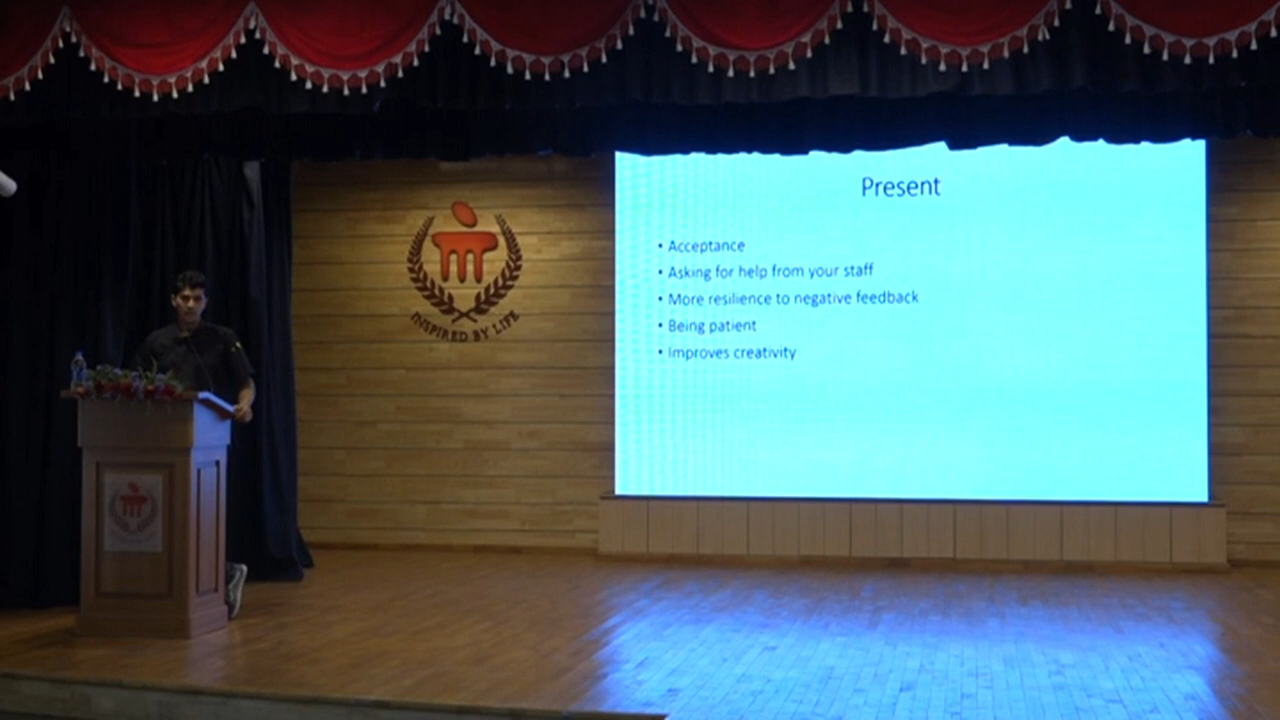 INSPIRED BY LIFE
Present
• Acceptance
• Asking for help from your staff
• More resilience to negative feedback
• Being patient
• Improves creativity